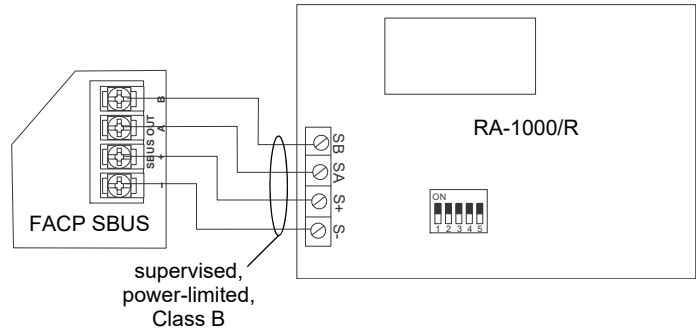 B
A
+
-
SBUS OUT
FACP SBUS
SB
SA
S+
S-
RA-1000/R
ON
1 2 3 4 5
supervised,
power-limited,
Class B